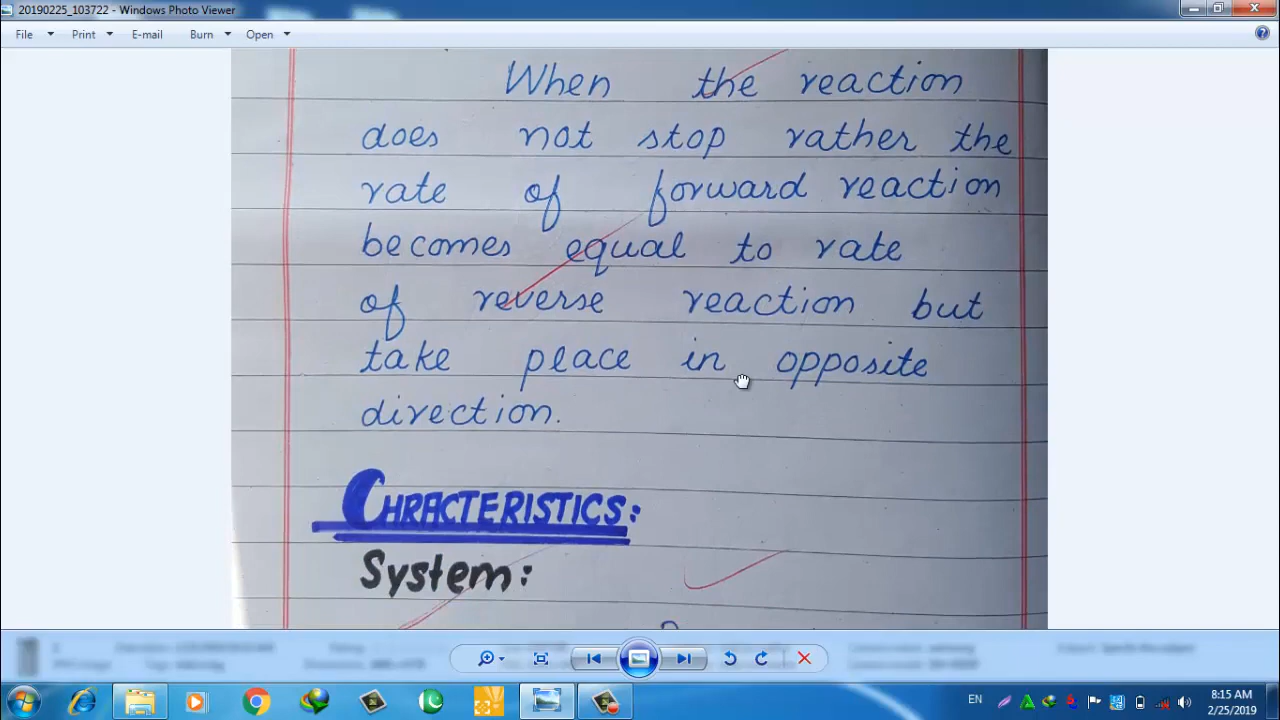 20190225_103722 - Windows Photo Viewer
File Print E-mail Burn Open
When the reaction
does not stop rather the
rate of forward reaction
becomes equal to rate
of reverse reaction but
take place in opposite
direction.
CHRACTERISTICS:
System:
EN
8:15 AM
2/25/2019